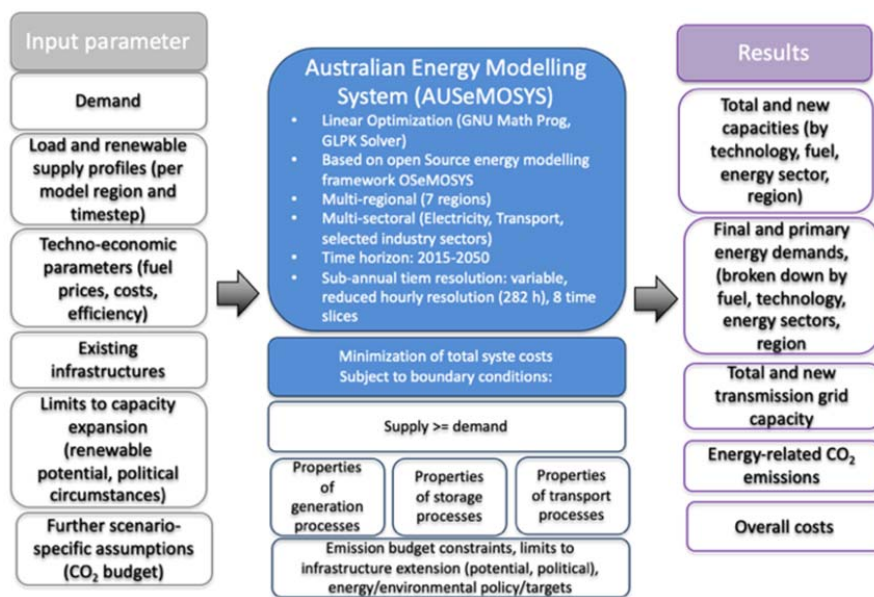 Input parameter
Demand
Load and renewable
supply profiles (per
model region and
timestep)
Techno-economic
parameters (fuel
prices, costs,
efficiency)
Existing
infrastructures
Limits to capacity
expansion
(renewable
potential, political
circumstances)
Further scenario-
specific assumptions
(CO₂ budget)
Australian Energy Modelling
System (AUSeMOSYS)
• Linear Optimization (GNU Math Prog,
GLPK Solver)
• Based on open Source energy modelling
framework OSeMOSYS
• Multi-regional (7 regions)
• Multi-sectoral (Electricity, Transport,
selected industry sectors)
• Time horizon: 2015-2050
• Sub-annual tiem resolution: variable,
reduced hourly resolution (282 h), 8 time
slices
Minimization of total syste costs
Subject to boundary conditions:
Supply >= demand
Properties
of
generation
processes
Properties
of storage
processes
Properties
of transport
processes
Emission budget constraints, limits to
infrastructure extension (potential, political),
energy/environmental policy/targets
Results
Total and new
capacities (by
technology, fuel,
energy sector,
region)
Final and primary
energy demands,
(broken down by
fuel, technology,
energy sectors,
region
Total and new
transmission grid
capacity
Energy-related CO₂
emissions
Overall costs